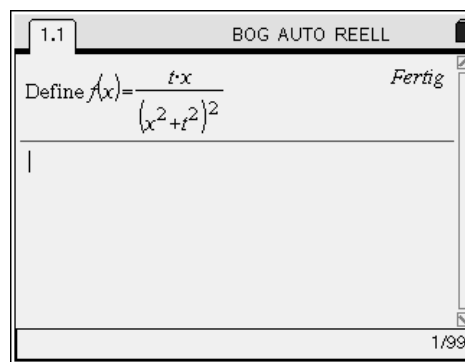 1.1 BOG AUTO REELL
Define f(x)=t·x/(x²+t²)² Fertig
1/99